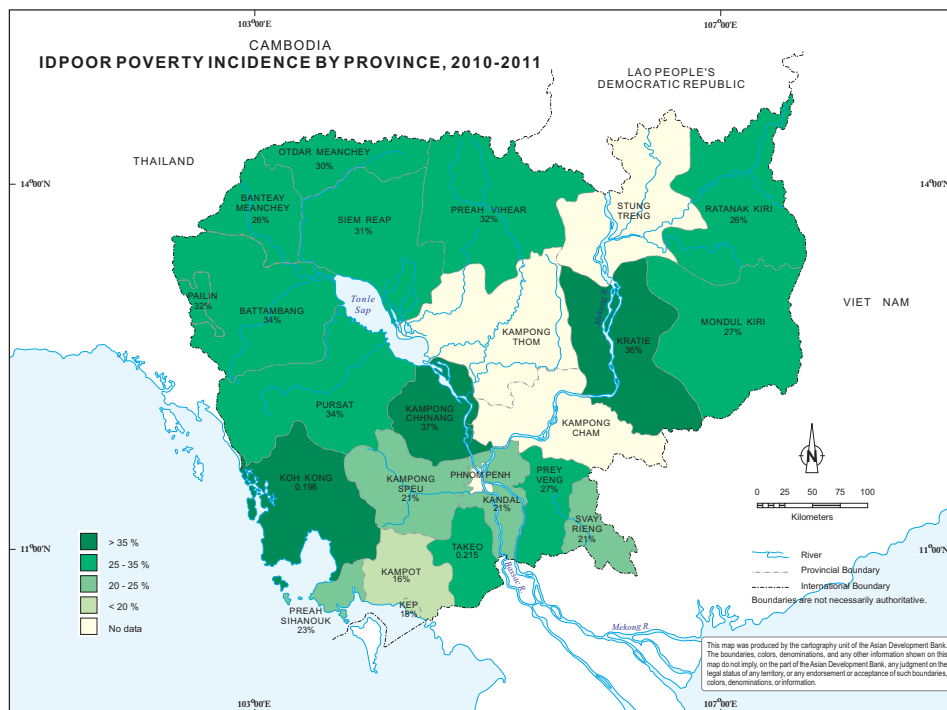 103°00'E
107°00'E
CAMBODIA
IDPOOR POVERTY INCIDENCE BY PROVINCE, 2010-2011
LAO PEOPLE'S
DEMOCRATIC REPUBLIC
THAILAND
OTDAR MEANCHEY
30%
14°00'N
14°00'N
BANTEAY
MEANCHEY
26%
SIEM REAP
31%
PREAH VIHEAR
32%
STUNG
TRENG
RATANAK KIRI
26%
PAILIN
32%
BATTAMBANG
34%
Tonle
Sap
KAMPONG
THOM
Mekong
KRATIE
36%
MONDUL KIRI
27%
VIET NAM
PURSAT
34%
KAMPONG
CHHNANG
37%
KAMPONG
CHAM
KOH KONG
0.196
KAMPONG
SPEU
21%
PHNOM PENH
KANDAL
21%
PREY
VENG
27%
SVAY
RIENG
21%
N
0 25 50 75 100
Kilometers
> 35 %
25 - 35 %
20 - 25 %
< 20 %
No data
TAKEO
0.215
KAMPOT
16%
KEP
18%
PREAH
SIHANOUK
23%
Bassac R.
Mekong R.
11°00'N
11°00'N
River
Provincial Boundary
International Boundary
Boundaries are not necessarily authoritative.
This map was produced by the cartography unit of the Asian Development Bank.
The boundaries, colors, denominations, and any other information shown on this
map do not imply, on the part of the Asian Development Bank, any judgment on the
legal status of any territory, or any endorsement or acceptance of such boundaries,
colors, denominations, or information.
103°00'E
107°00'E